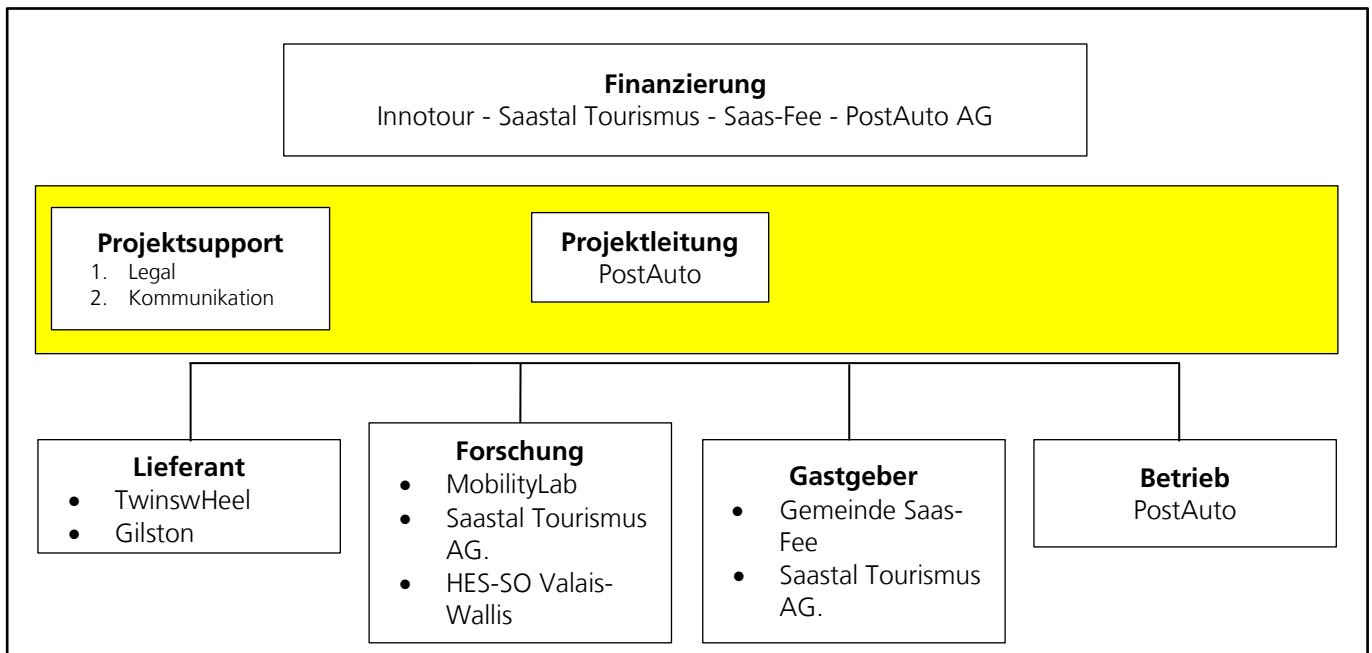 Finanzierung
Innotour - Saastal Tourismus - Saas-Fee - PostAuto AG
Projektsupport
1. Legal
2. Kommunikation
Projektleitung
PostAuto
Lieferant
• TwinswHeel
• Gilston
Forschung
• MobilityLab
• Saastal Tourismus
AG.
• HES-SO Valais-
Wallis
Gastgeber
• Gemeinde Saas-
Fee
• Saastal Tourismus
AG.
Betrieb
PostAuto